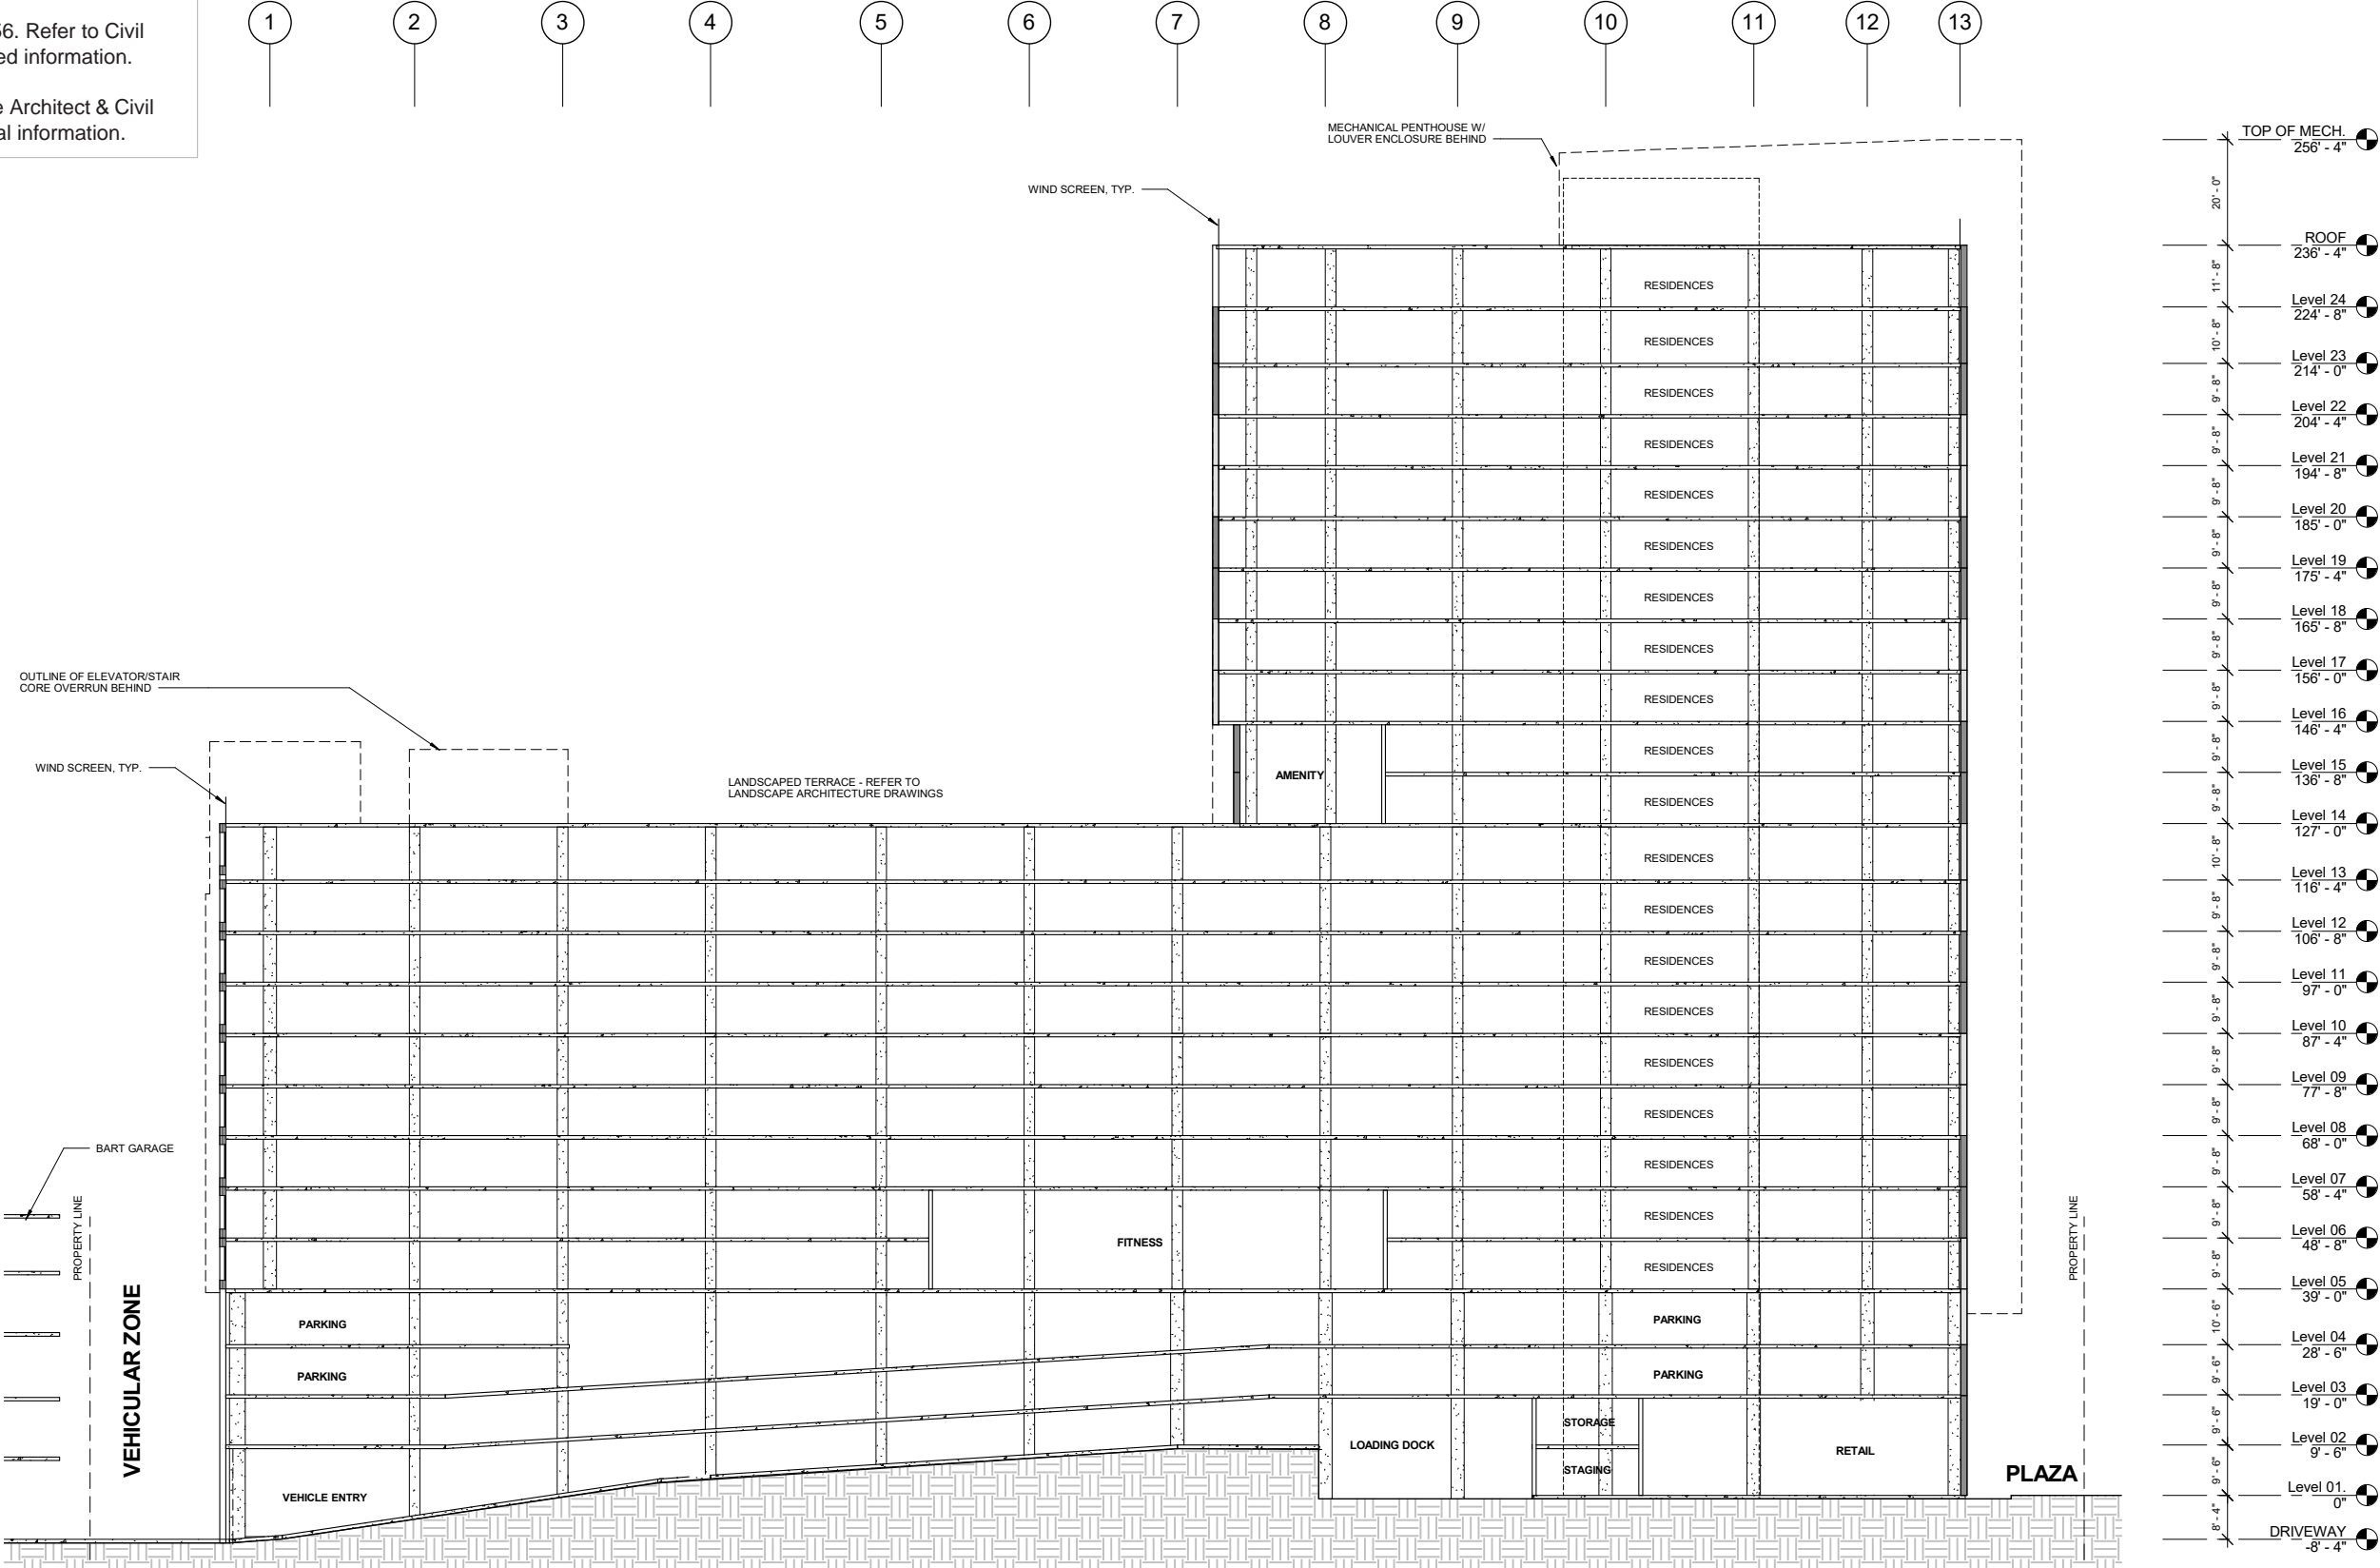 56. Refer to Civil
ed information.
e Architect & Civil
al information.
1 2 3 4 5 6 7 8 9 10 11 12 13
MECHANICAL PENTHOUSE W/
LOUVER ENCLOSURE BEHIND
WIND SCREEN, TYP.
OUTLINE OF ELEVATOR/STAIR
CORE OVERRUN BEHIND
WIND SCREEN, TYP.
LANDSCAPED TERRACE - REFER TO
LANDSCAPE ARCHITECTURE DRAWINGS
BART GARAGE
PROPERTY LINE
VEHICULAR ZONE
RESIDENCES
RESIDENCES
RESIDENCES
RESIDENCES
RESIDENCES
RESIDENCES
RESIDENCES
RESIDENCES
RESIDENCES
RESIDENCES
AMENITY
RESIDENCES
RESIDENCES
RESIDENCES
RESIDENCES
RESIDENCES
RESIDENCES
RESIDENCES
RESIDENCES
RESIDENCES
FITNESS
RESIDENCES
PARKING
PARKING
PARKING
PARKING
STORAGE
LOADING DOCK
RETAIL
STAGING
VEHICLE ENTRY
PLAZA
PROPERTY LINE
TOP OF MECH.
256' - 4"
20' - 0"
ROOF
236' - 4"
11' - 8"
Level 24
224' - 8"
10' - 8"
Level 23
214' - 0"
9' - 8"
Level 22
204' - 4"
9' - 8"
Level 21
194' - 8"
9' - 8"
Level 20
185' - 0"
9' - 8"
Level 19
175' - 4"
9' - 8"
Level 18
165' - 8"
9' - 8"
Level 17
156' - 0"
9' - 8"
Level 16
146' - 4"
9' - 8"
Level 15
136' - 8"
9' - 8"
Level 14
127' - 0"
10' - 8"
Level 13
116' - 4"
9' - 8"
Level 12
106' - 8"
9' - 8"
Level 11
97' - 0"
9' - 8"
Level 10
87' - 4"
9' - 8"
Level 09
77' - 8"
9' - 8"
Level 08
68' - 0"
9' - 8"
Level 07
58' - 4"
9' - 8"
Level 06
48' - 8"
9' - 8"
Level 05
39' - 0"
10' - 6"
Level 04
28' - 6"
9' - 6"
Level 03
19' - 0"
9' - 6"
Level 02
9' - 6"
9' - 6"
Level 01.
0"
8' - 4"
DRIVEWAY
-8' - 4"